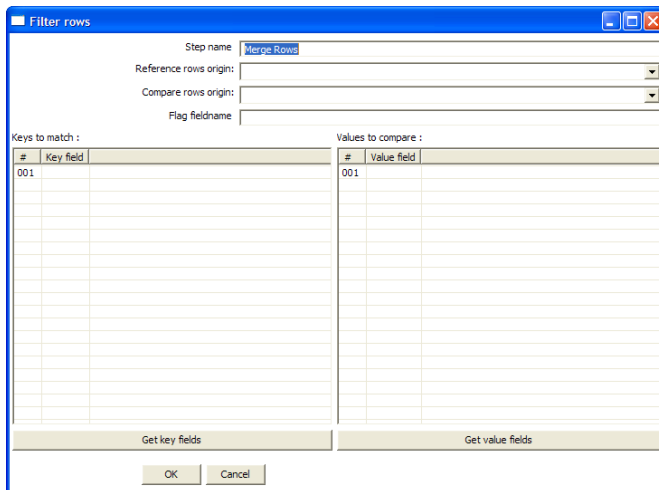 Filter rows
Step name Merge Rows
Reference rows origin:
Compare rows origin:
Flag fieldname
Keys to match : Values to compare :
# Key field # Value field
001 001
Get key fields Get value fields
OK Cancel